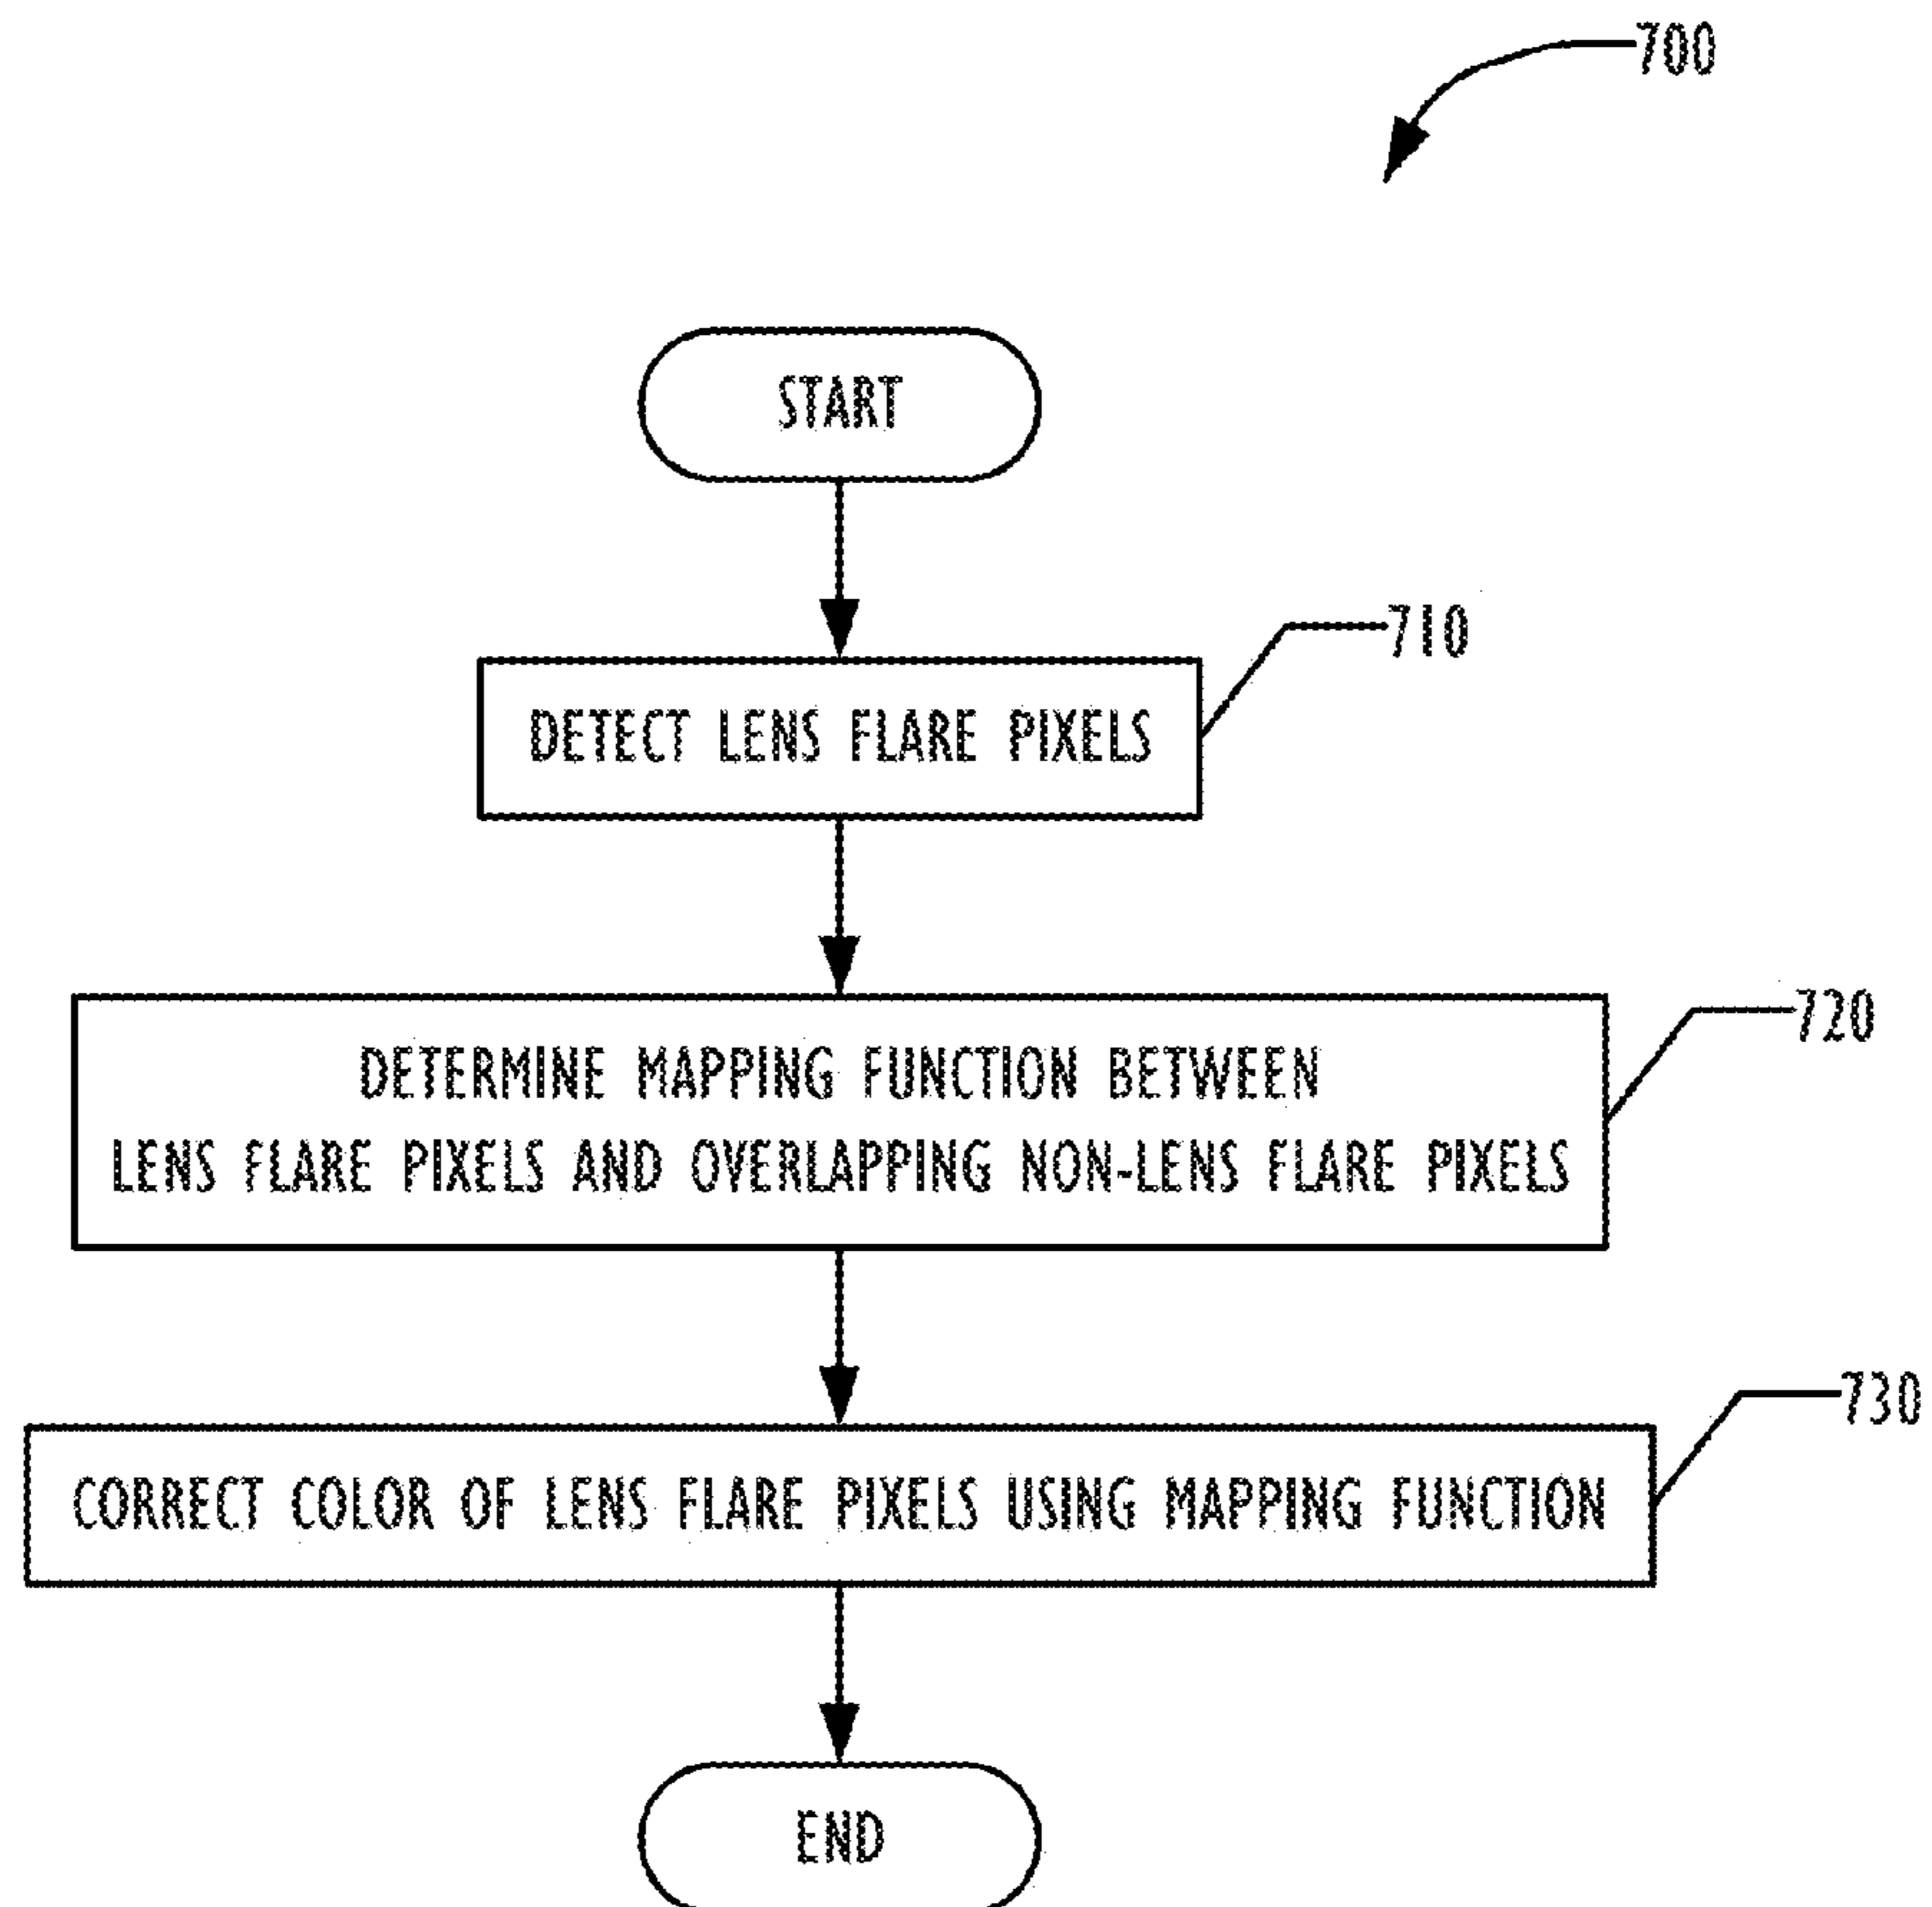 700
START
710
DETECT LENS FLARE PIXELS
720
DETERMINE MAPPING FUNCTION BETWEEN
LENS FLARE PIXELS AND OVERLAPPING NON-LENS FLARE PIXELS
730
CORRECT COLOR OF LENS FLARE PIXELS USING MAPPING FUNCTION
END